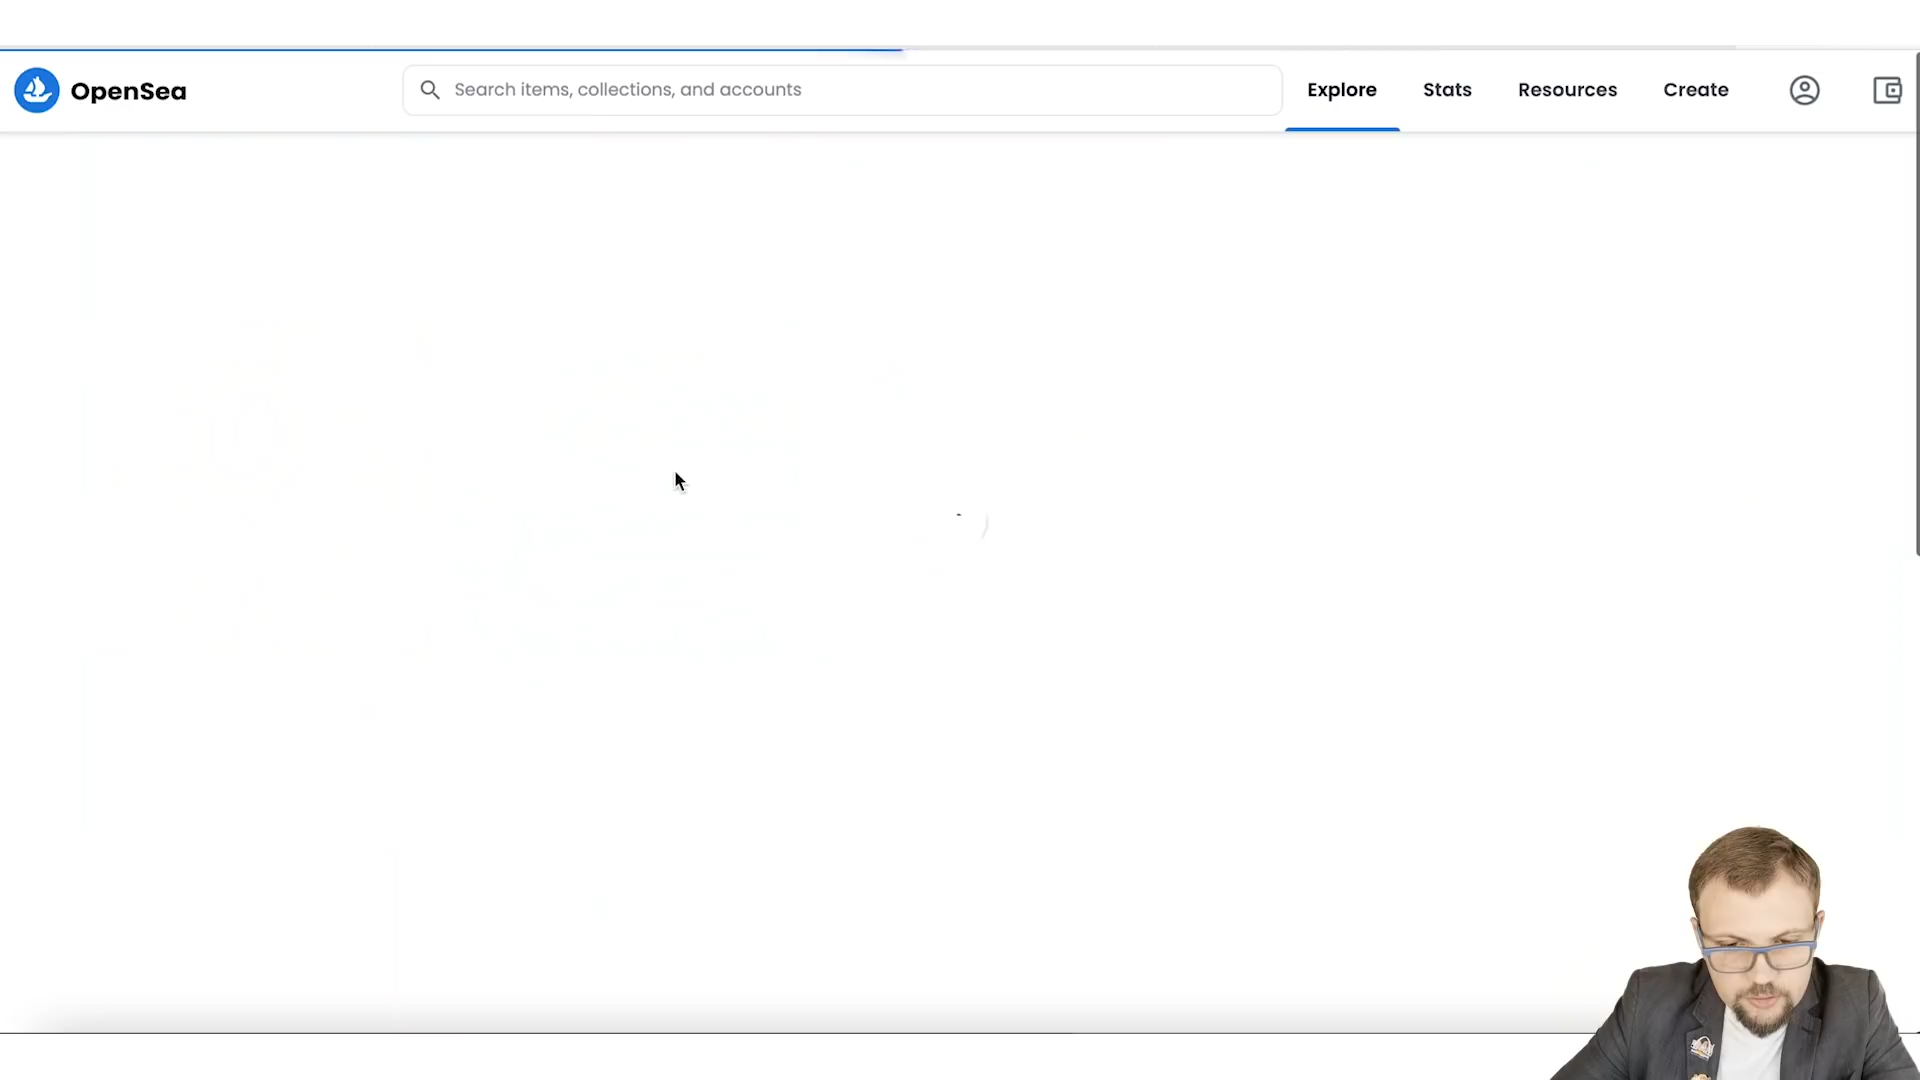 OpenSea
Search items, collections, and accounts
Explore
Stats
Resources
Create